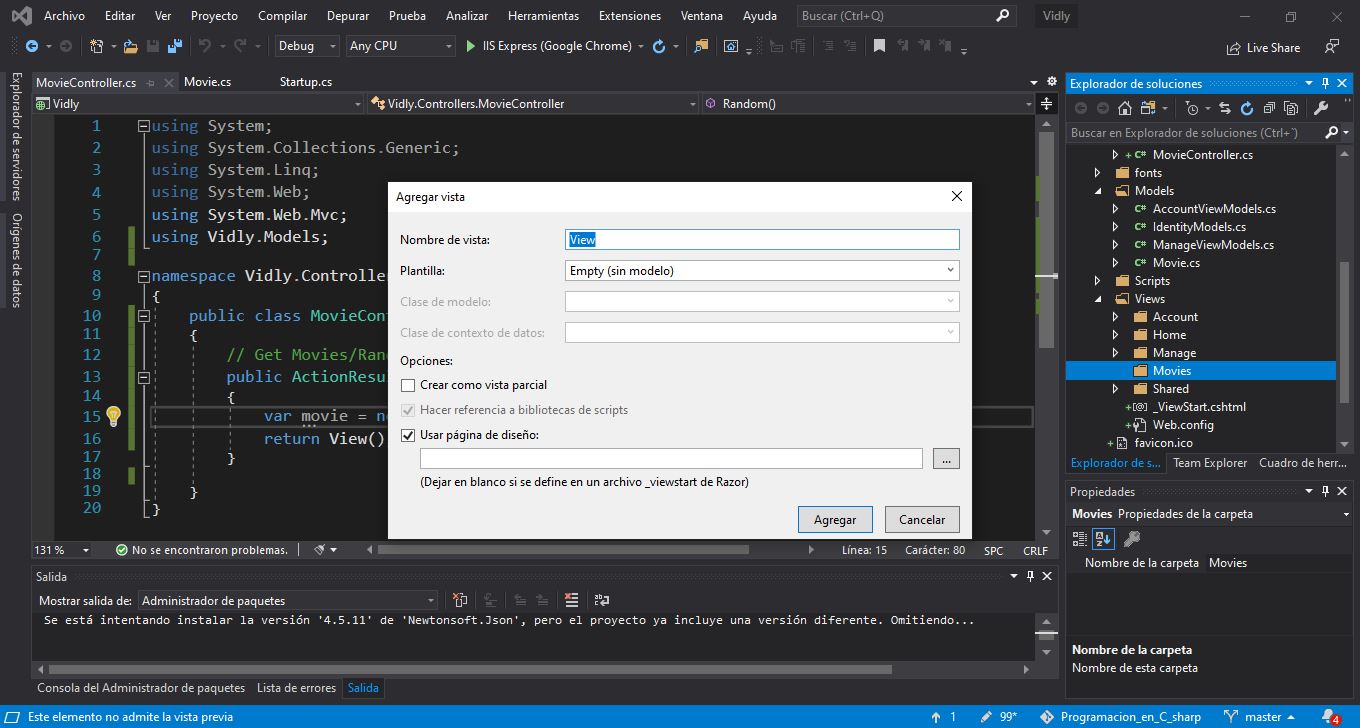 Archivo Editar Ver Proyecto Compilar Depurar Prueba Analizar Herramientas Extensiones Ventana Ayuda Buscar (Ctrl+Q) Vidly
Debug Any CPU IIS Express (Google Chrome) Live Share
Explorador de servidores
Orígenes de datos
MovieController.cs Movie.cs Startup.cs
Vidly Vidly.Controllers.MovieController Random()
1 using System;
2 using System.Collections.Generic;
3 using System.Linq;
4 using System.Web;
5 using System.Web.Mvc;
6 using Vidly.Models;
7
8 namespace Vidly.Controller
9 {
10 public class MovieCon
11 {
12 // Get Movies/Ran
13 public ActionResu
14 {
15 var movie = ne
16 return View()
17 }
18
19 }
20 }
131 % No se encontraron problemas. Línea: 15 Carácter: 80 SPC CRLF
Agregar vista
Nombre de vista: View
Plantilla: Empty (sin modelo)
Clase de modelo:
Clase de contexto de datos:
Opciones:
Crear como vista parcial
Hacer referencia a bibliotecas de scripts
Usar página de diseño:
...
(Dejar en blanco si se define en un archivo _viewstart de Razor)
Agregar Cancelar
Salida
Mostrar salida de: Administrador de paquetes
Se está intentando instalar la versión '4.5.11' de 'Newtonsoft.Json', pero el proyecto ya incluye una versión diferente. Omitiendo...
Consola del Administrador de paquetes Lista de errores Salida
Explorador de soluciones
Buscar en Explorador de soluciones (Ctrl+`)
C# MovieController.cs
fonts
Models
C# AccountViewModels.cs
C# IdentityModels.cs
C# ManageViewModels.cs
C# Movie.cs
Scripts
Views
Account
Home
Manage
Movies
Shared
_ViewStart.cshtml
Web.config
favicon.ico
Explorador de s... Team Explorer Cuadro de herr...
Propiedades
Movies Propiedades de la carpeta
Nombre de la carpeta Movies
Nombre de la carpeta
Nombre de esta carpeta
Este elemento no admite la vista previa 1 99* Programacion_en_C_sharp master 4